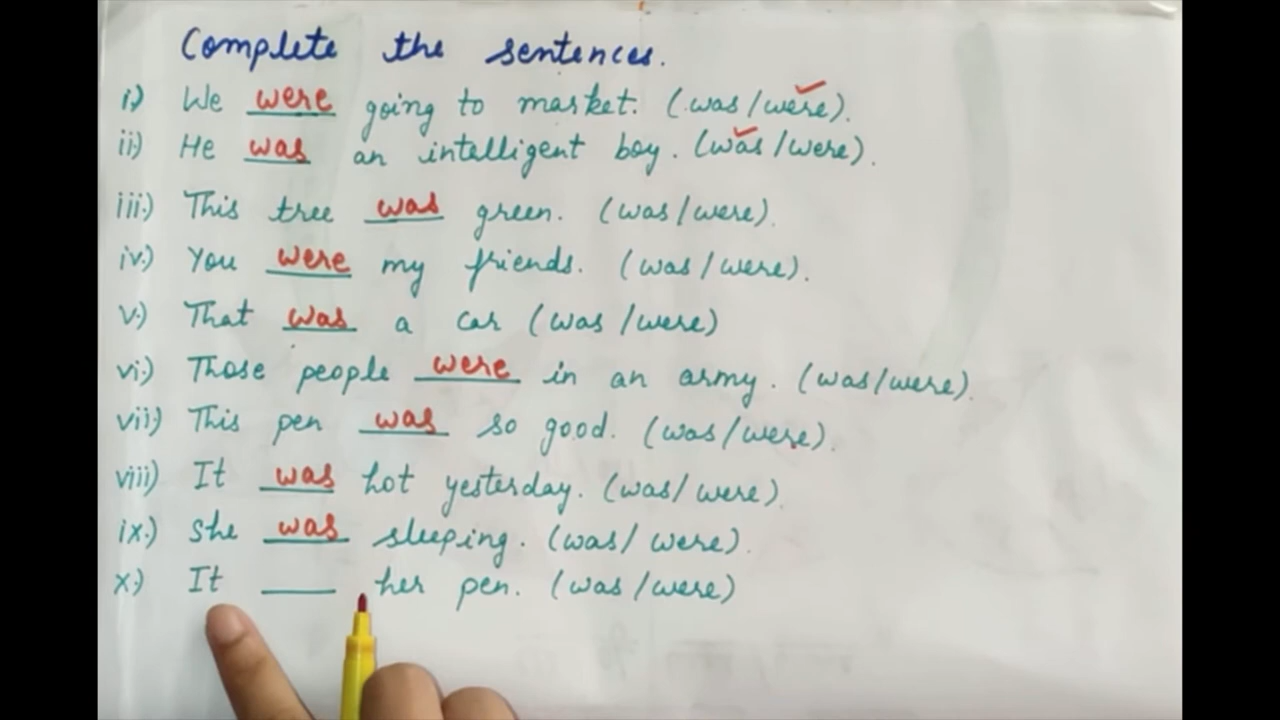 Complete the sentences.
i.) We were going to market. (was/were).
ii.) He was an intelligent boy. (was/were).
iii.) This tree was green. (was/were).
iv.) You were my friends. (was/were).
v.) That was a car (was/were)
vi.) Those people were in an army. (was/were).
vii.) This pen was so good. (was/were).
viii) It was hot yesterday. (was/were).
ix.) She was sleeping. (was/were).
x.) It ____ her pen. (was/were)